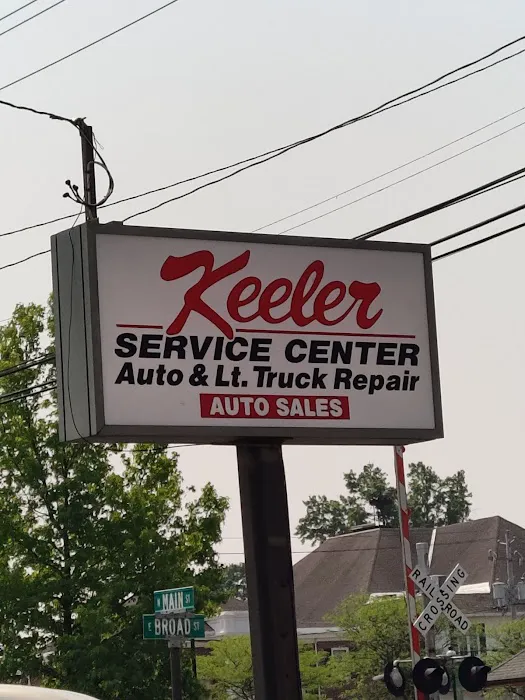 Keeler
SERVICE CENTER
Auto & Lt. Truck Repair
AUTO SALES
N MAIN ST
E BROAD ST
RAILROAD
CROSSING